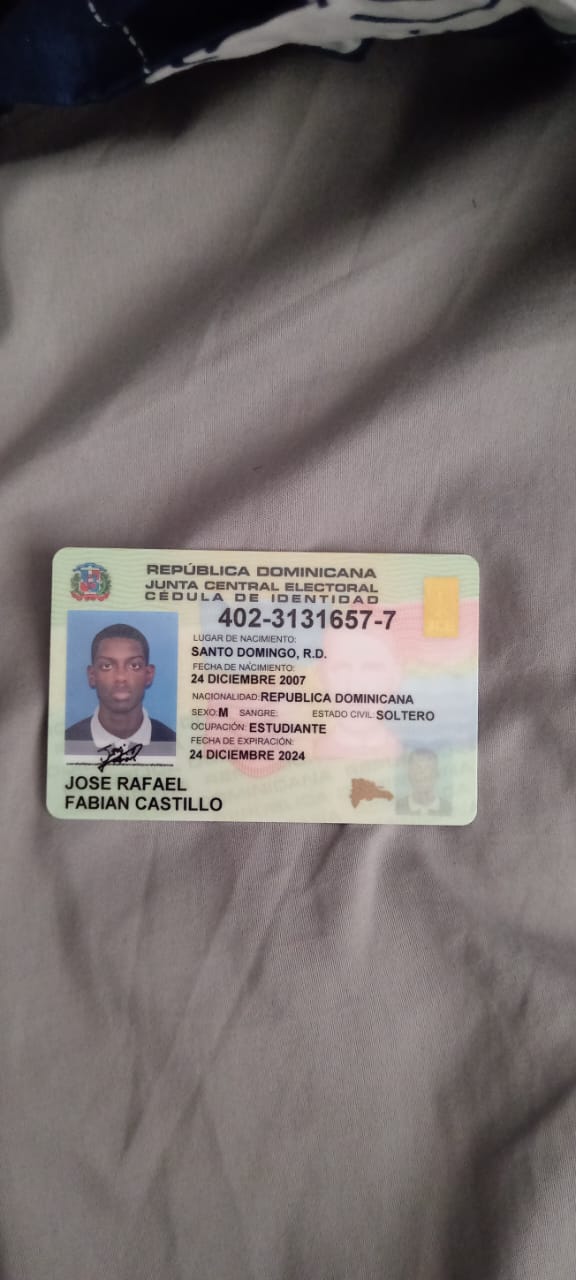 REPÚBLICA DOMINICANA
JUNTA CENTRAL ELECTORAL
CÉDULA DE IDENTIDAD
402-3131657-7
LUGAR DE NACIMIENTO:
SANTO DOMINGO, R.D.
FECHA DE NACIMIENTO:
24 DICIEMBRE 2007
NACIONALIDAD: REPUBLICA DOMINICANA
SEXO: M SANGRE: ESTADO CIVIL: SOLTERO
OCUPACIÓN: ESTUDIANTE
FECHA DE EXPIRACIÓN:
24 DICIEMBRE 2024
JOSE RAFAEL
FABIAN CASTILLO